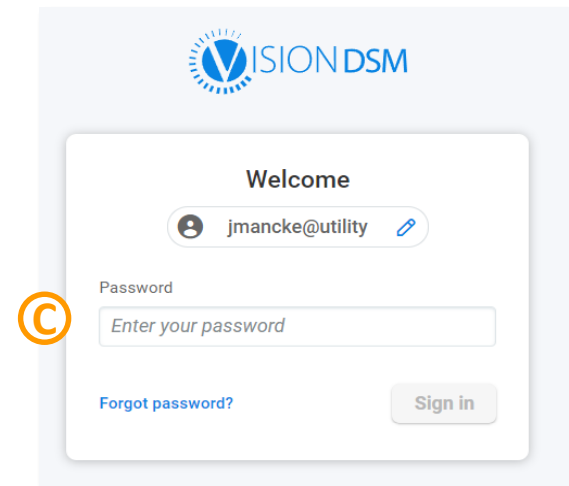 VISION DSM
Welcome
jmancke@utility
Password
© Enter your password
Forgot password? Sign in